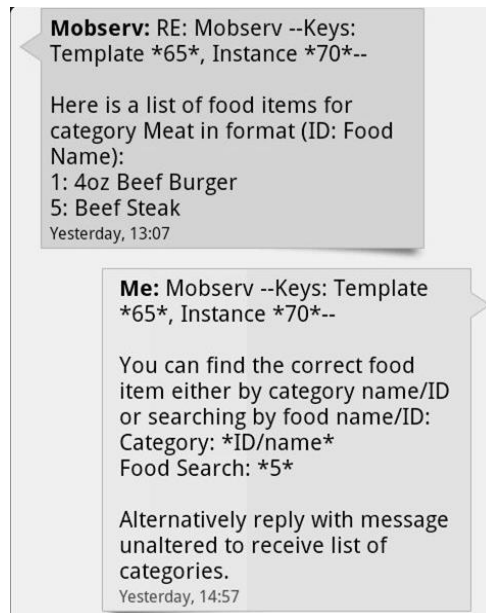 Mobserv: RE: Mobserv --Keys:
Template *65*, Instance *70*--
Here is a list of food items for
category Meat in format (ID: Food
Name):
1: 4oz Beef Burger
5: Beef Steak
Yesterday, 13:07
Me: Mobserv --Keys: Template
*65*, Instance *70*--
You can find the correct food
item either by category name/ID
or searching by food name/ID:
Category: *ID/name*
Food Search: *5*
Alternatively reply with message
unaltered to receive list of
categories.
Yesterday, 14:57